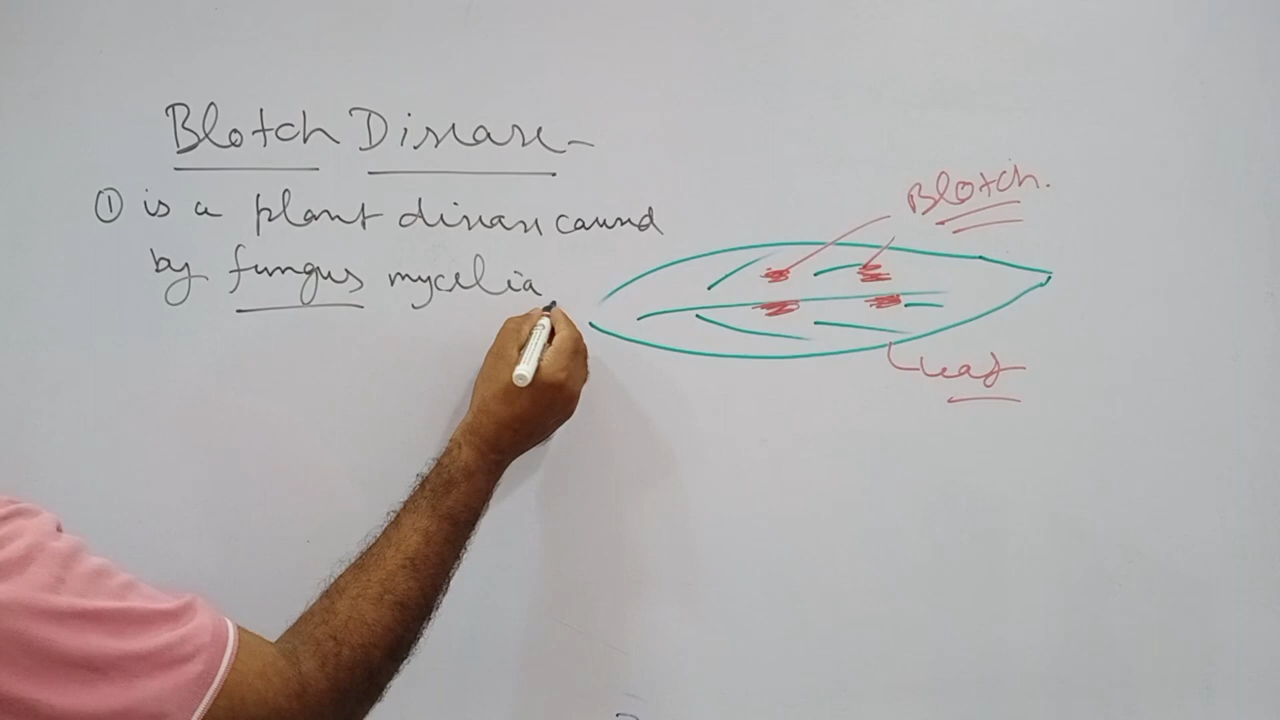 Blotch Disease -
① is a plant disease caused
by fungus mycelia
Blotch.
Leaf